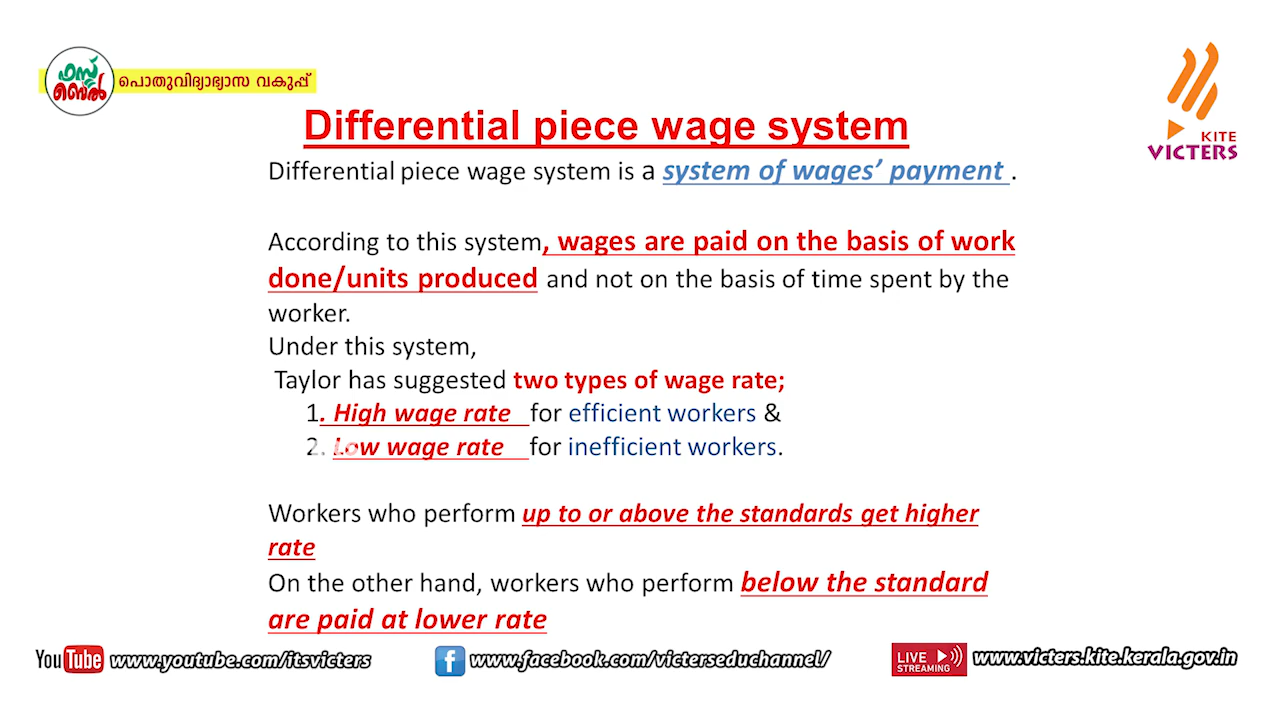 ഫസ്റ്റ്
ബെൽ
പൊതുവിദ്യാഭ്യാസ വകുപ്പ്
KITE
VICTERS
Differential piece wage system
Differential piece wage system is a system of wages’ payment .
According to this system, wages are paid on the basis of work
done/units produced and not on the basis of time spent by the
worker.
Under this system,
Taylor has suggested two types of wage rate;
1. High wage rate for efficient workers &
2. Low wage rate for inefficient workers.
Workers who perform up to or above the standards get higher
rate
On the other hand, workers who perform below the standard
are paid at lower rate
YouTube www.youtube.com/itsvicters
f www.facebook.com/victerseduchannel/
LIVE
STREAMING
www.victers.kite.kerala.gov.in